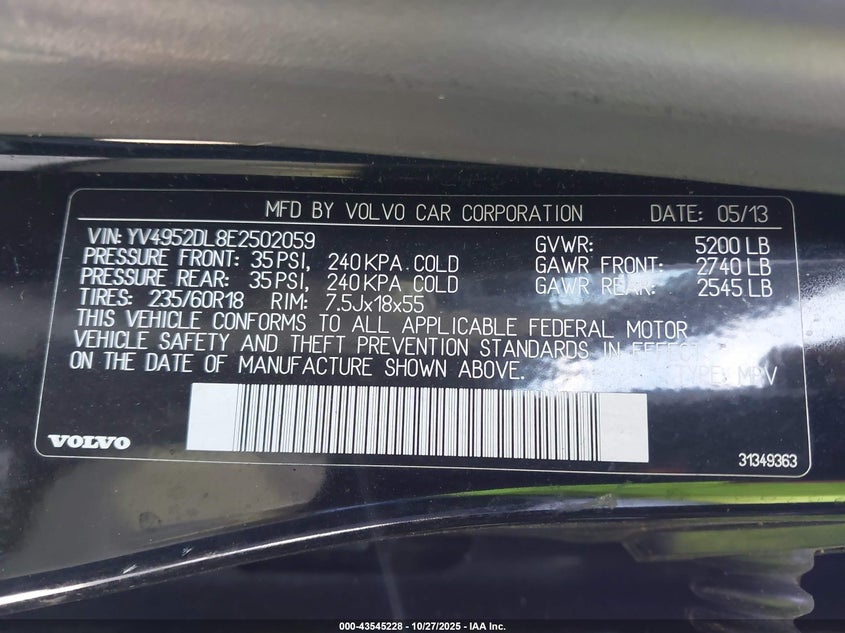 MFD BY VOLVO CAR CORPORATION DATE: 05/13
VIN: YV4952DL8E2502059 GVWR: 5200 LB
PRESSURE FRONT: 35 PSI, 240 KPA COLD GAWR FRONT: 2740 LB
PRESSURE REAR: 35 PSI, 240 KPA COLD GAWR REAR: 2545 LB
TIRES: 235/60R18 RIM: 7.5Jx18x55
THIS VEHICLE CONFORMS TO ALL APPLICABLE FEDERAL MOTOR
VEHICLE SAFETY AND THEFT PREVENTION STANDARDS IN EFFECT
ON THE DATE OF MANUFACTURE SHOWN ABOVE. TYPE: MPV
VOLVO 31349363
000-43545228 - 10/27/2025 - IAA Inc.